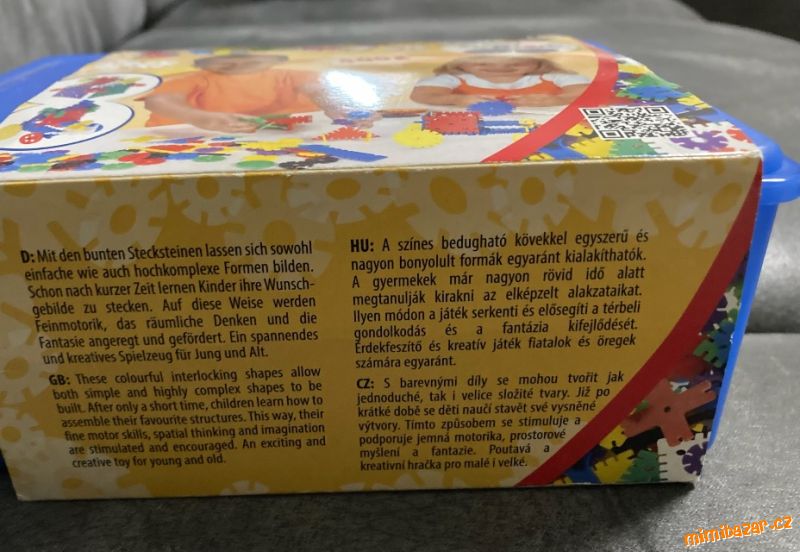 D: Mit den bunten Stecksteinen lassen sich sowohl
einfache wie auch hochkomplexe Formen bilden.
Schon nach kurzer Zeit lernen Kinder ihre Wunsch-
gebilde zu stecken. Auf diese Weise werden
Feinmotorik, das räumliche Denken und die
Fantasie angeregt und gefördert. Ein spannendes
und kreatives Spielzeug für Jung und Alt.
GB: These colourful interlocking shapes allow
both simple and highly complex shapes to be
built. After only a short time, children learn how to
assemble their favourite structures. This way, their
fine motor skills, spatial thinking and imagination
are stimulated and encouraged. An exciting and
creative toy for young and old.
HU: A színes bedugható kövekkel egyszerű és
nagyon bonyolult formák egyaránt kialakíthatók.
A gyermekek már nagyon rövid idő alatt
megtanulják kirakni az elképzelt alakzataikat.
Ilyen módon a játék serkenti és elősegíti a térbeli
gondolkodás és a fantázia kifejlődését.
Érdekfeszítő és kreatív játék fiatalok és öregek
számára egyaránt.
CZ: S barevnými díly se mohou tvořit jak
jednoduché, tak i velice složité tvary. Již po
krátké době se děti naučí stavět své vysněné
výtvory. Tímto způsobem se stimuluje a
podporuje jemná motorika, prostorové
myšlení a fantazie. Poutavá a
kreativní hračka pro malé i velké.
mimibazar.cz